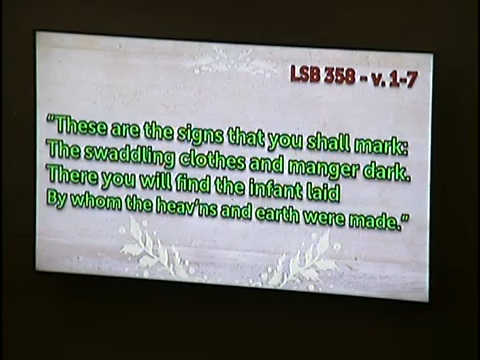 LSB 358 - v. 1-7
"These are the signs that you shall mark:
The swaddling clothes and manger dark.
There you will find the infant laid
By whom the heav'ns and earth were made."